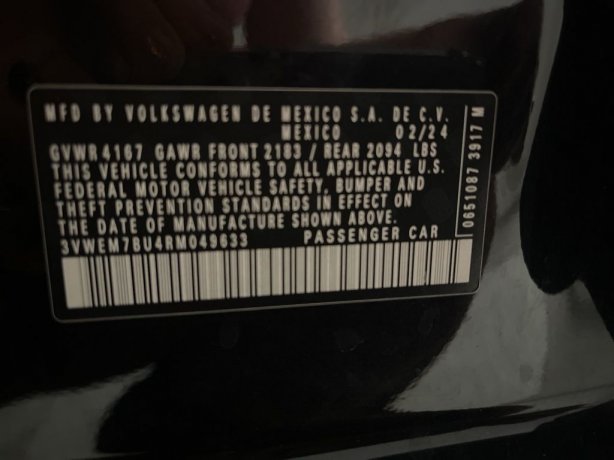 MFD BY VOLKSWAGEN DE MEXICO S.A. DE C.V.
MEXICO 02/24
GVWR 4167 GAWR FRONT 2183 / REAR 2094 LBS
THIS VEHICLE CONFORMS TO ALL APPLICABLE U.S.
FEDERAL MOTOR VEHICLE SAFETY, BUMPER AND
THEFT PREVENTION STANDARDS IN EFFECT ON
THE DATE OF MANUFACTURE SHOWN ABOVE.
3VWEM7BU4RM049633 PASSENGER CAR
0651087 3917 M